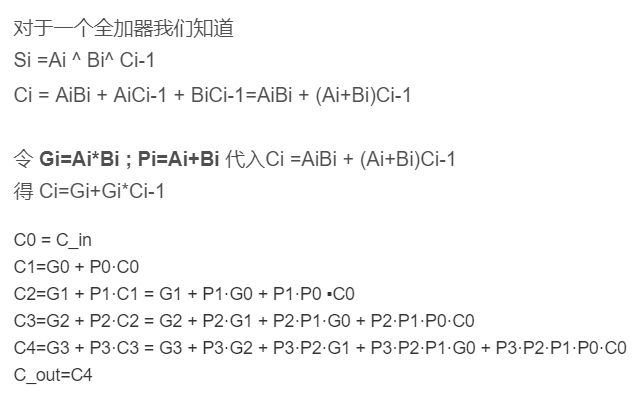 对于一个全加器我们知道
Si =Ai ^ Bi^ Ci-1
Ci = AiBi + AiCi-1 + BiCi-1=AiBi + (Ai+Bi)Ci-1
令 Gi=Ai*Bi ; Pi=Ai+Bi 代入Ci =AiBi + (Ai+Bi)Ci-1
得 Ci=Gi+Gi*Ci-1
C0 = C_in
C1=G0 + P0·C0
C2=G1 + P1·C1 = G1 + P1·G0 + P1·P0 ▪C0
C3=G2 + P2·C2 = G2 + P2·G1 + P2·P1·G0 + P2·P1·P0·C0
C4=G3 + P3·C3 = G3 + P3·G2 + P3·P2·G1 + P3·P2·P1·G0 + P3·P2·P1·P0·C0
C_out=C4